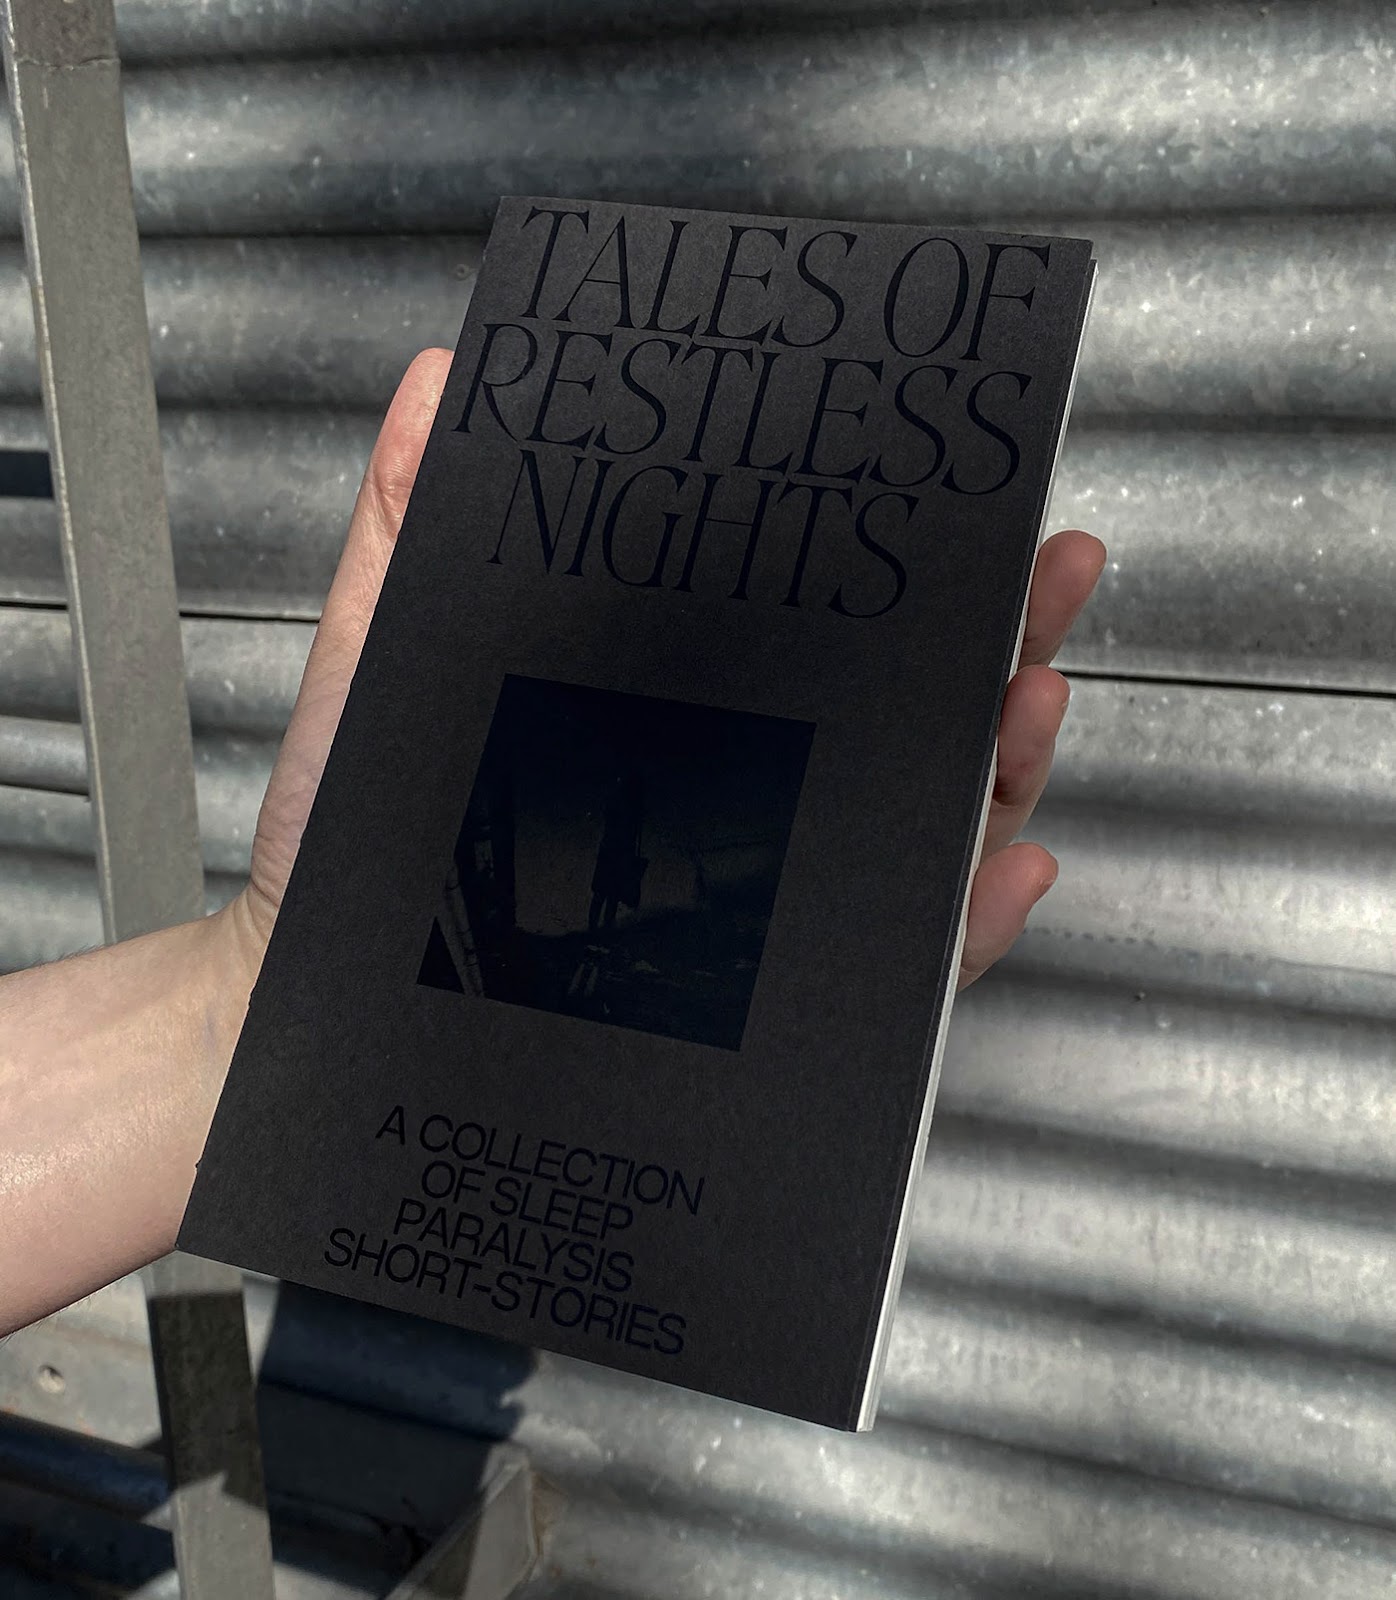 TALES OF
RESTLESS
NIGHTS
A COLLECTION
OF SLEEP
PARALYSIS
SHORT-STORIES